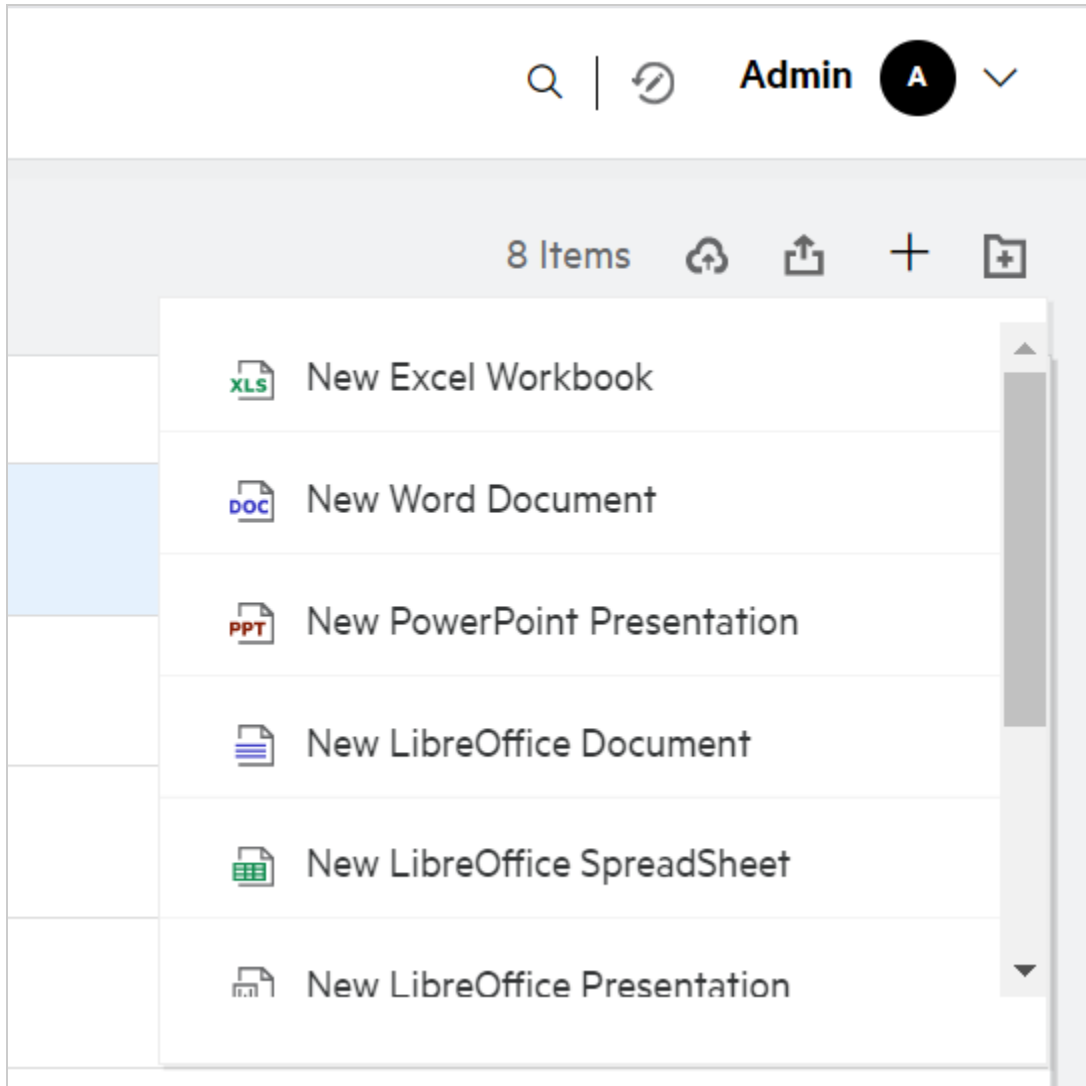 Admin A
8 Items
XLS New Excel Workbook
DOC New Word Document
PPT New PowerPoint Presentation
New LibreOffice Document
New LibreOffice SpreadSheet
New LibreOffice Presentation